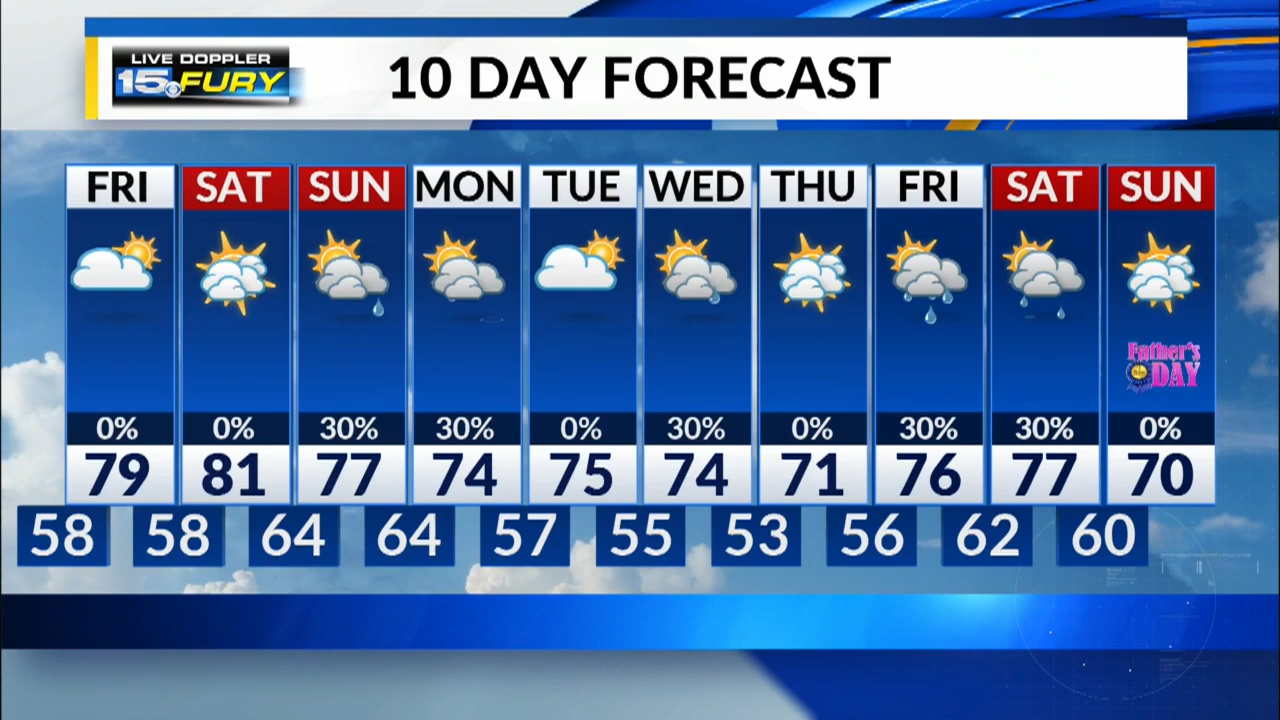 LIVE DOPPLER
15 FURY
10 DAY FORECAST
FRI SAT SUN MON TUE WED THU FRI SAT SUN
Father's
DAY
0% 0% 30% 30% 0% 30% 0% 30% 30% 0%
79 81 77 74 75 74 71 76 77 70
58 58 64 64 57 55 53 56 62 60